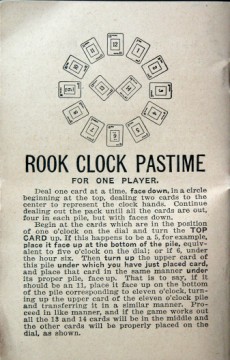 ROOK CLOCK PASTIME
FOR ONE PLAYER.
Deal one card at a time, face down, in a circle
beginning at the top, dealing two cards to the
center to represent the clock hands. Continue
dealing out the pack until all the cards are out,
four in each pile, but with faces down.
Begin at the cards which are in the position
of one o'clock on the dial and turn the TOP
CARD up. If this happens to be a 5, for example,
place it face up at the bottom of the pile, equiv-
alent to five o'clock on the dial; or if 6, under
the hour six. Then turn up the upper card of
this pile under which you have just placed card,
and place that card in the same manner under
its proper pile, face up. That is to say, if it
should be an 11, place it face up on the bottom
of the pile corresponding to eleven o'clock, turn-
ing up the upper card of the eleven o'clock pile
and transferring it in a similar manner. Pro-
ceed in like manner, and if the game works out
all the 13 and 14 cards will be in the middle and
the other cards will be properly placed on the
dial, as shown.